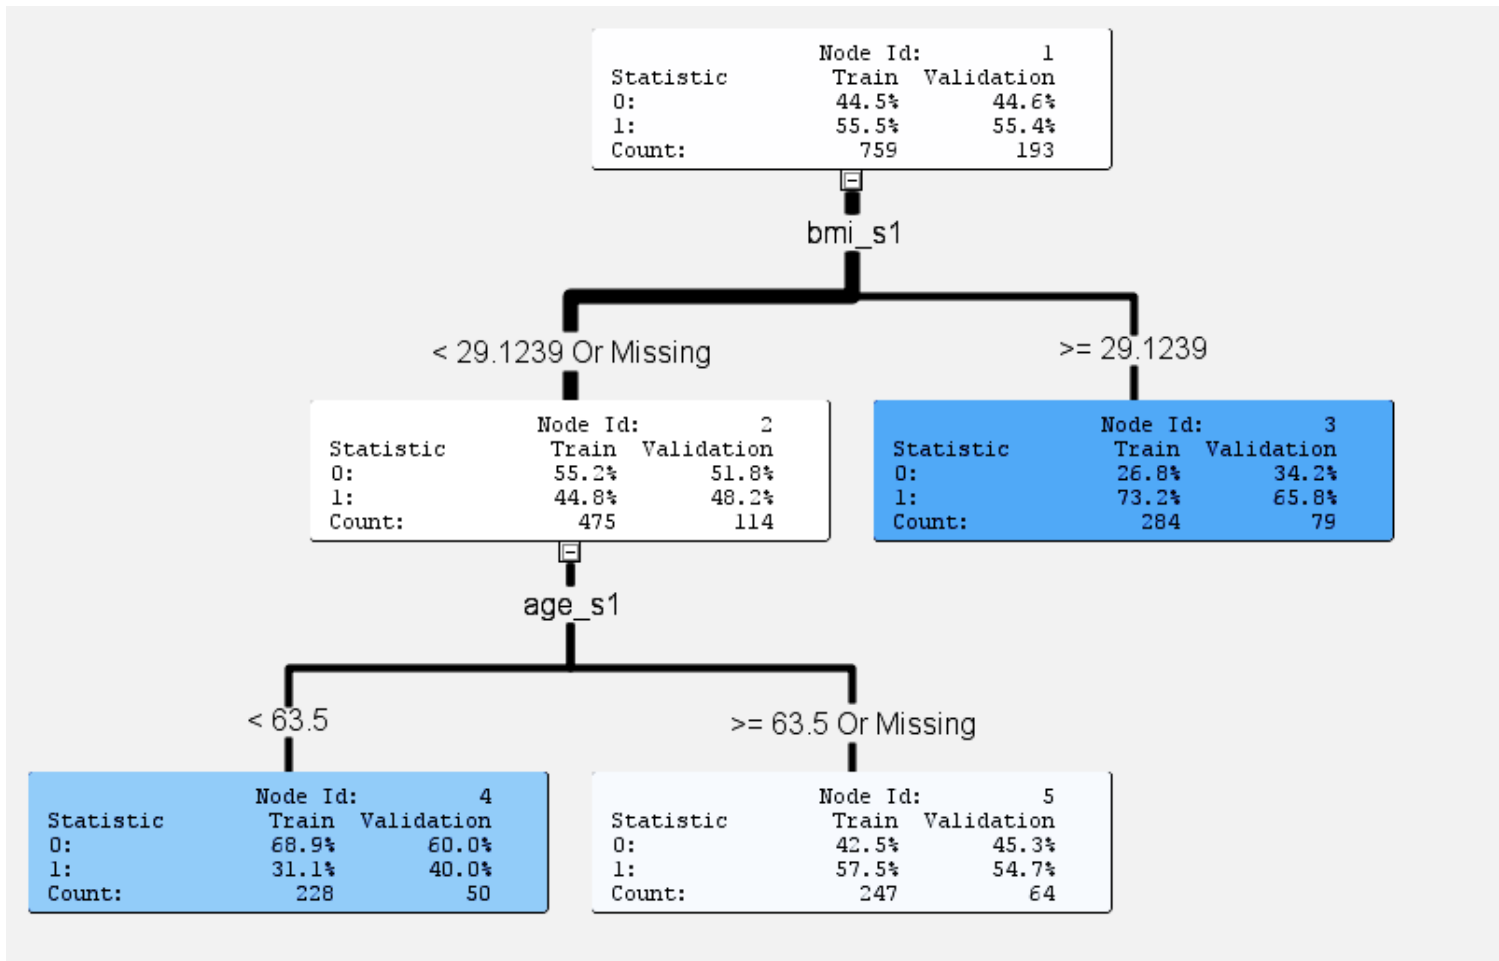 Node Id: 1
Statistic Train Validation
0: 44.5% 44.6%
1: 55.5% 55.4%
Count: 759 193
bmi_s1
< 29.1239 Or Missing
>= 29.1239
Node Id: 2
Statistic Train Validation
0: 55.2% 51.8%
1: 44.8% 48.2%
Count: 475 114
Node Id: 3
Statistic Train Validation
0: 26.8% 34.2%
1: 73.2% 65.8%
Count: 284 79
age_s1
< 63.5
>= 63.5 Or Missing
Node Id: 4
Statistic Train Validation
0: 68.9% 60.0%
1: 31.1% 40.0%
Count: 228 50
Node Id: 5
Statistic Train Validation
0: 42.5% 45.3%
1: 57.5% 54.7%
Count: 247 64